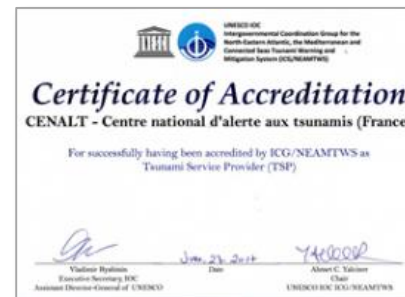 UNESCO IOC
Intergovernmental Coordination Group for the
North-Eastern Atlantic, the Mediterranean and
Connected Seas Tsunami Warning and
Mitigation System (ICG/NEAMTWS)
Certificate of Accreditation
CENALT - Centre national d'alerte aux tsunamis (France
For successfully having been accredited by ICG/NEAMTWS as
Tsunami Service Provider (TSP)
Vladimir Ryabinin
Executive Secretary, IOC
Assistant Director-General of UNESCO
Date
Ahmet C. Yalciner
Chair
UNESCO IOC ICG/NEAMTWS